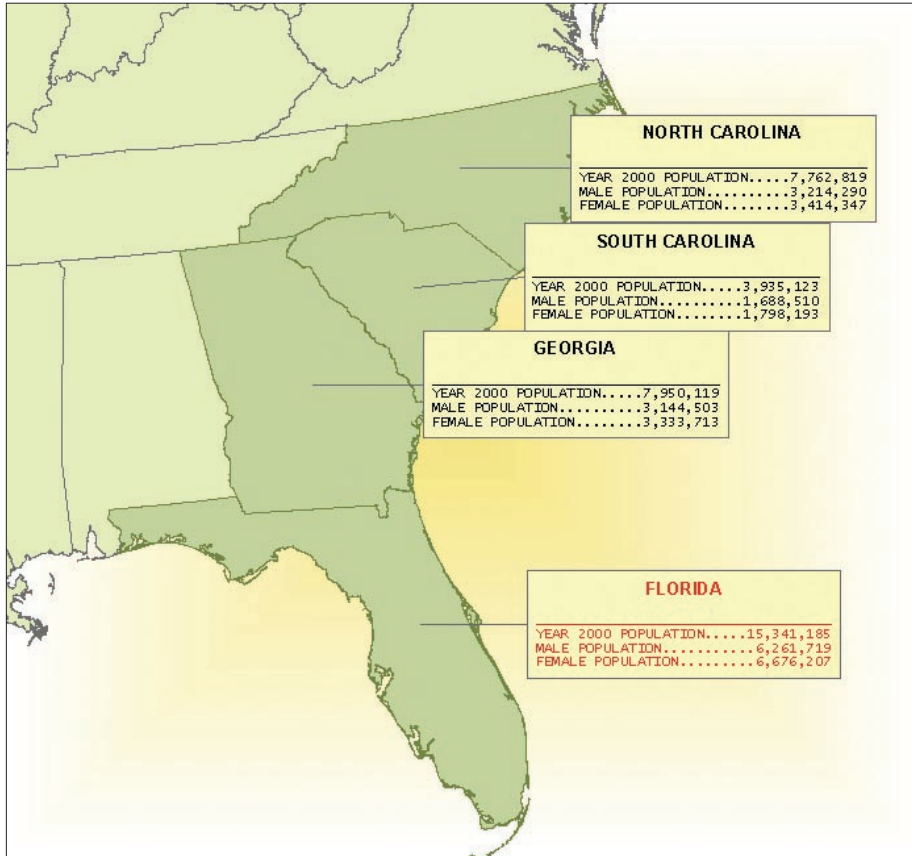 NORTH CAROLINA
YEAR 2000 POPULATION.....7,762,819
MALE POPULATION..........3,214,290
FEMALE POPULATION........3,414,347
SOUTH CAROLINA
YEAR 2000 POPULATION.....3,935,123
MALE POPULATION..........1,688,510
FEMALE POPULATION........1,798,193
GEORGIA
YEAR 2000 POPULATION.....7,950,119
MALE POPULATION..........3,144,503
FEMALE POPULATION........3,333,713
FLORIDA
YEAR 2000 POPULATION.....15,341,185
MALE POPULATION..........6,261,719
FEMALE POPULATION.........6,676,207